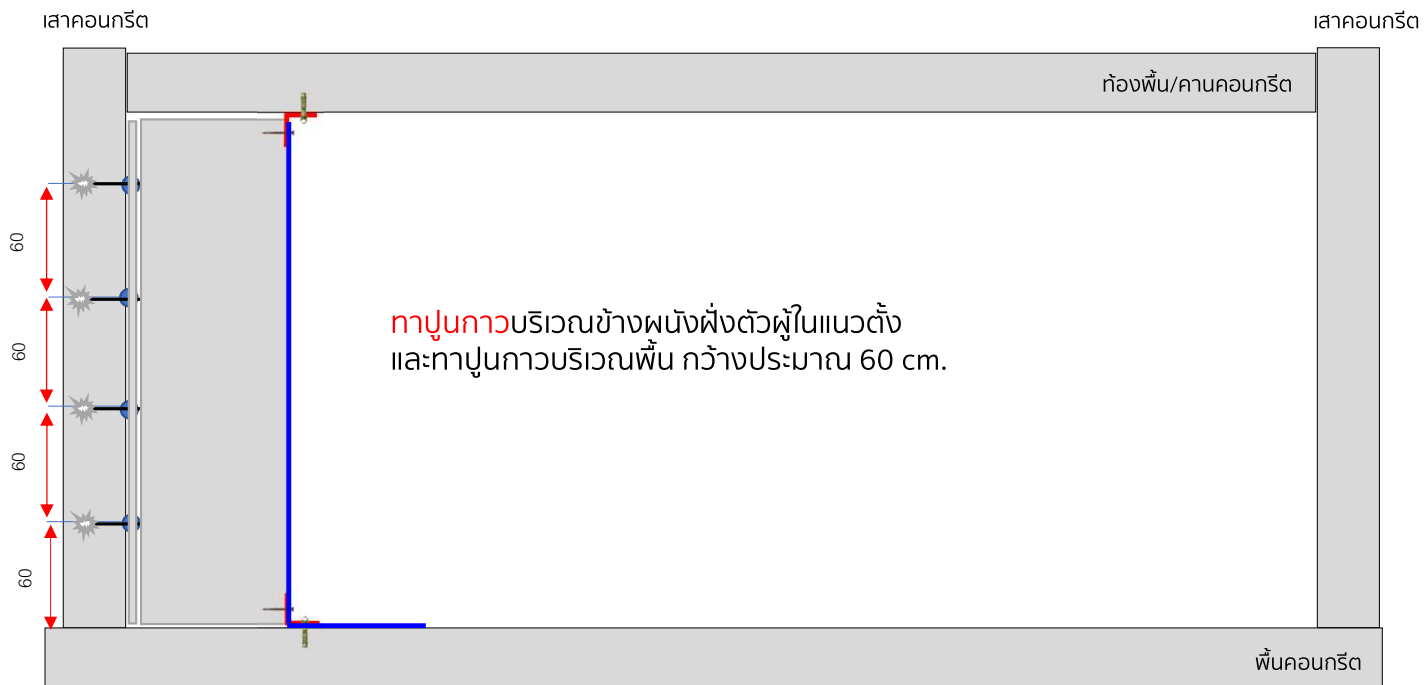 เสาคอนกรีต
เสาคอนกรีต
ท้องพื้น/คานคอนกรีต
60
60
ทาปูนกาวบริเวณข้างผนังฝั่งตัวผู้ในแนวตั้ง
และทาปูนกาวบริเวณพื้น กว้างประมาณ 60 cm.
60
60
พื้นคอนกรีต